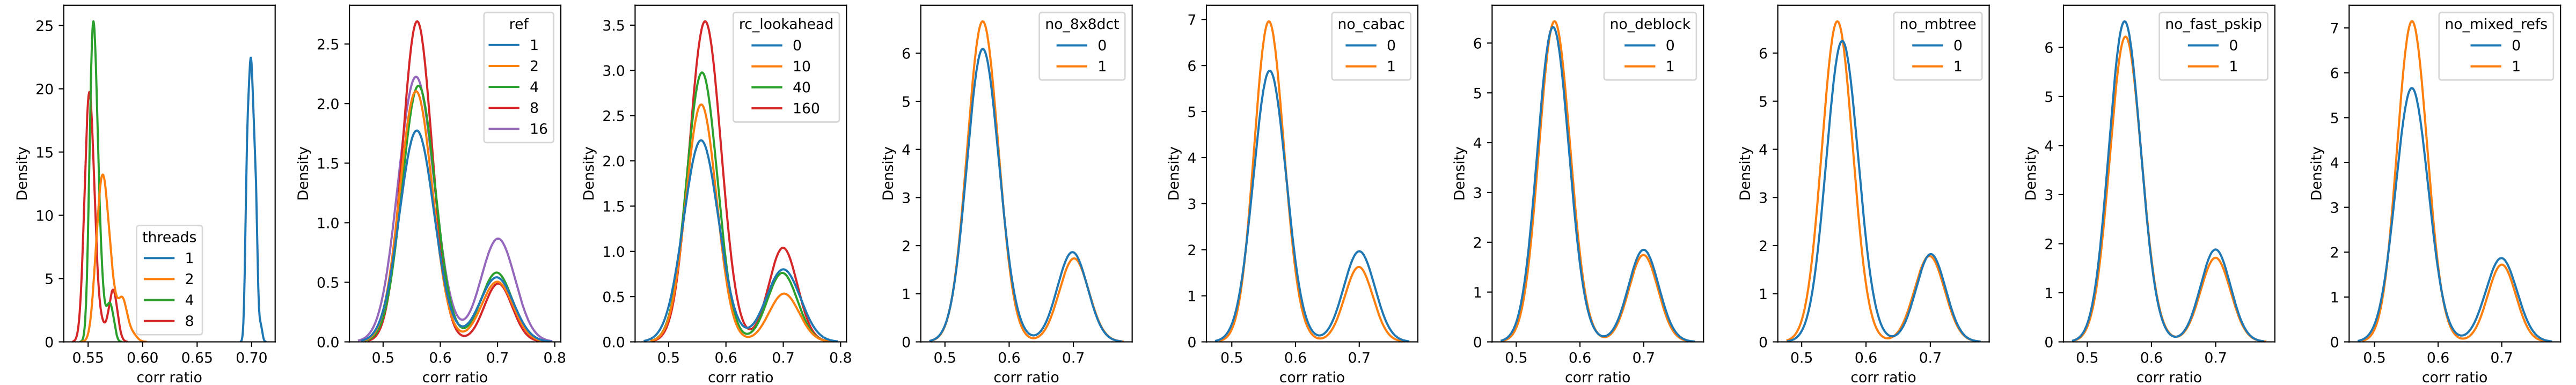 25
20
15
10
5
0
Density
threads
1
2
4
8
0.55 0.60 0.65 0.70
corr ratio
2.5
2.0
1.5
1.0
0.5
0.0
Density
ref
1
2
4
8
16
0.5 0.6 0.7 0.8
corr ratio
3.5
3.0
2.5
2.0
1.5
1.0
0.5
0.0
Density
rc_lookahead
0
10
40
160
0.5 0.6 0.7 0.8
corr ratio
6
5
4
3
2
1
0
Density
no_8x8dct
0
1
0.5 0.6 0.7
corr ratio
7
6
5
4
3
2
1
0
Density
no_cabac
0
1
0.5 0.6 0.7
corr ratio
6
5
4
3
2
1
0
Density
no_deblock
0
1
0.5 0.6 0.7
corr ratio
6
5
4
3
2
1
0
Density
no_mbtree
0
1
0.5 0.6 0.7
corr ratio
6
5
4
3
2
1
0
Density
no_fast_pskip
0
1
0.5 0.6 0.7
corr ratio
7
6
5
4
3
2
1
0
Density
no_mixed_refs
0
1
0.5 0.6 0.7
corr ratio